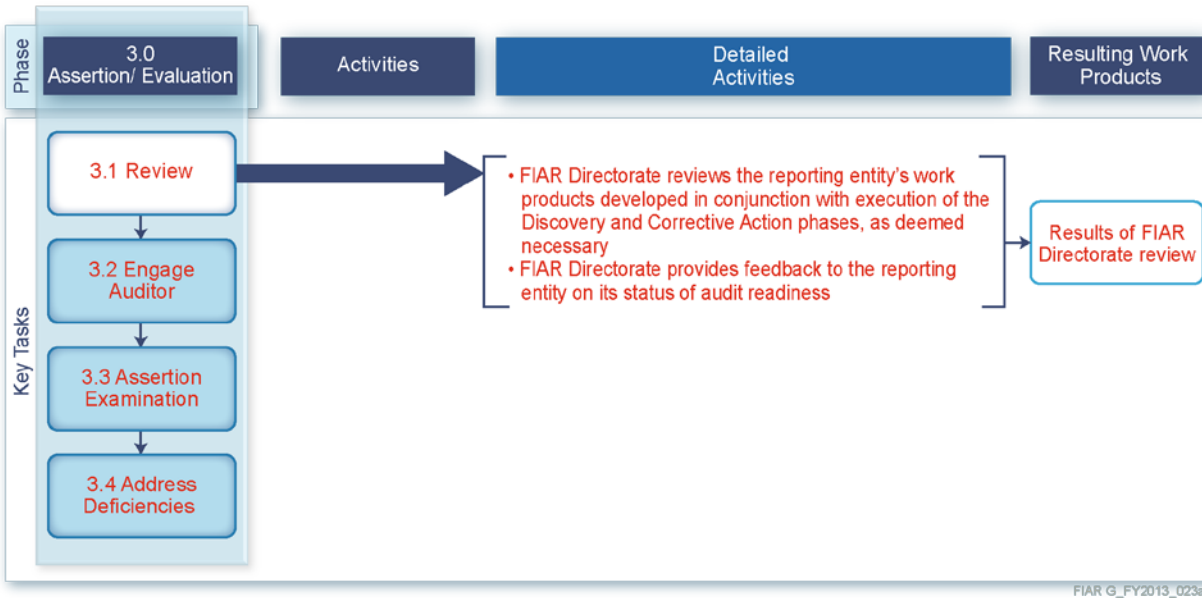 Phase
3.0
Assertion/ Evaluation
Activities
Detailed
Activities
Resulting Work
Products
Key Tasks
3.1 Review
• FIAR Directorate reviews the reporting entity's work
products developed in conjunction with execution of the
Discovery and Corrective Action phases, as deemed
necessary
• FIAR Directorate provides feedback to the reporting
entity on its status of audit readiness
Results of FIAR
Directorate review
3.2 Engage
Auditor
3.3 Assertion
Examination
3.4 Address
Deficiencies
FIAR G_FY2013_023a